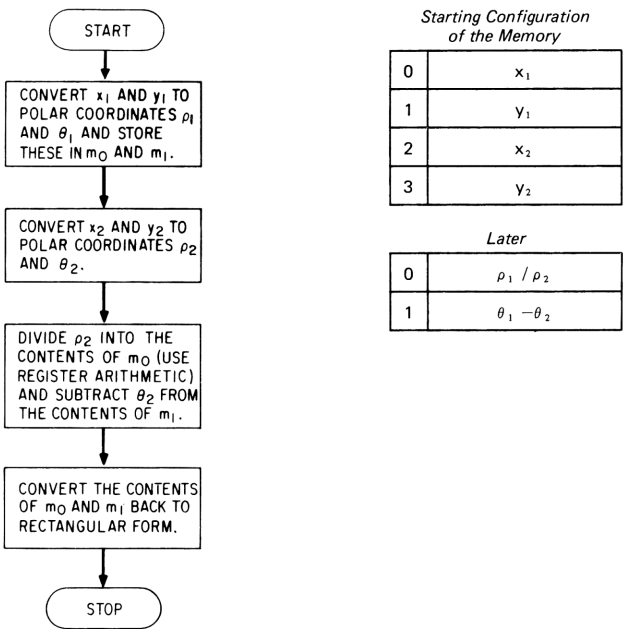 START
CONVERT x₁ AND y₁ TO
POLAR COORDINATES ρ₁
AND θ₁ AND STORE
THESE IN m₀ AND m₁.
CONVERT x₂ AND y₂ TO
POLAR COORDINATES ρ₂
AND θ₂.
DIVIDE ρ₂ INTO THE
CONTENTS OF m₀ (USE
REGISTER ARITHMETIC)
AND SUBTRACT θ₂ FROM
THE CONTENTS OF m₁.
CONVERT THE CONTENTS
OF m₀ AND m₁ BACK TO
RECTANGULAR FORM.
STOP
Starting Configuration
of the Memory
0 x₁
1 y₁
2 x₂
3 y₂
Later
0 ρ₁ / ρ₂
1 θ₁ −θ₂